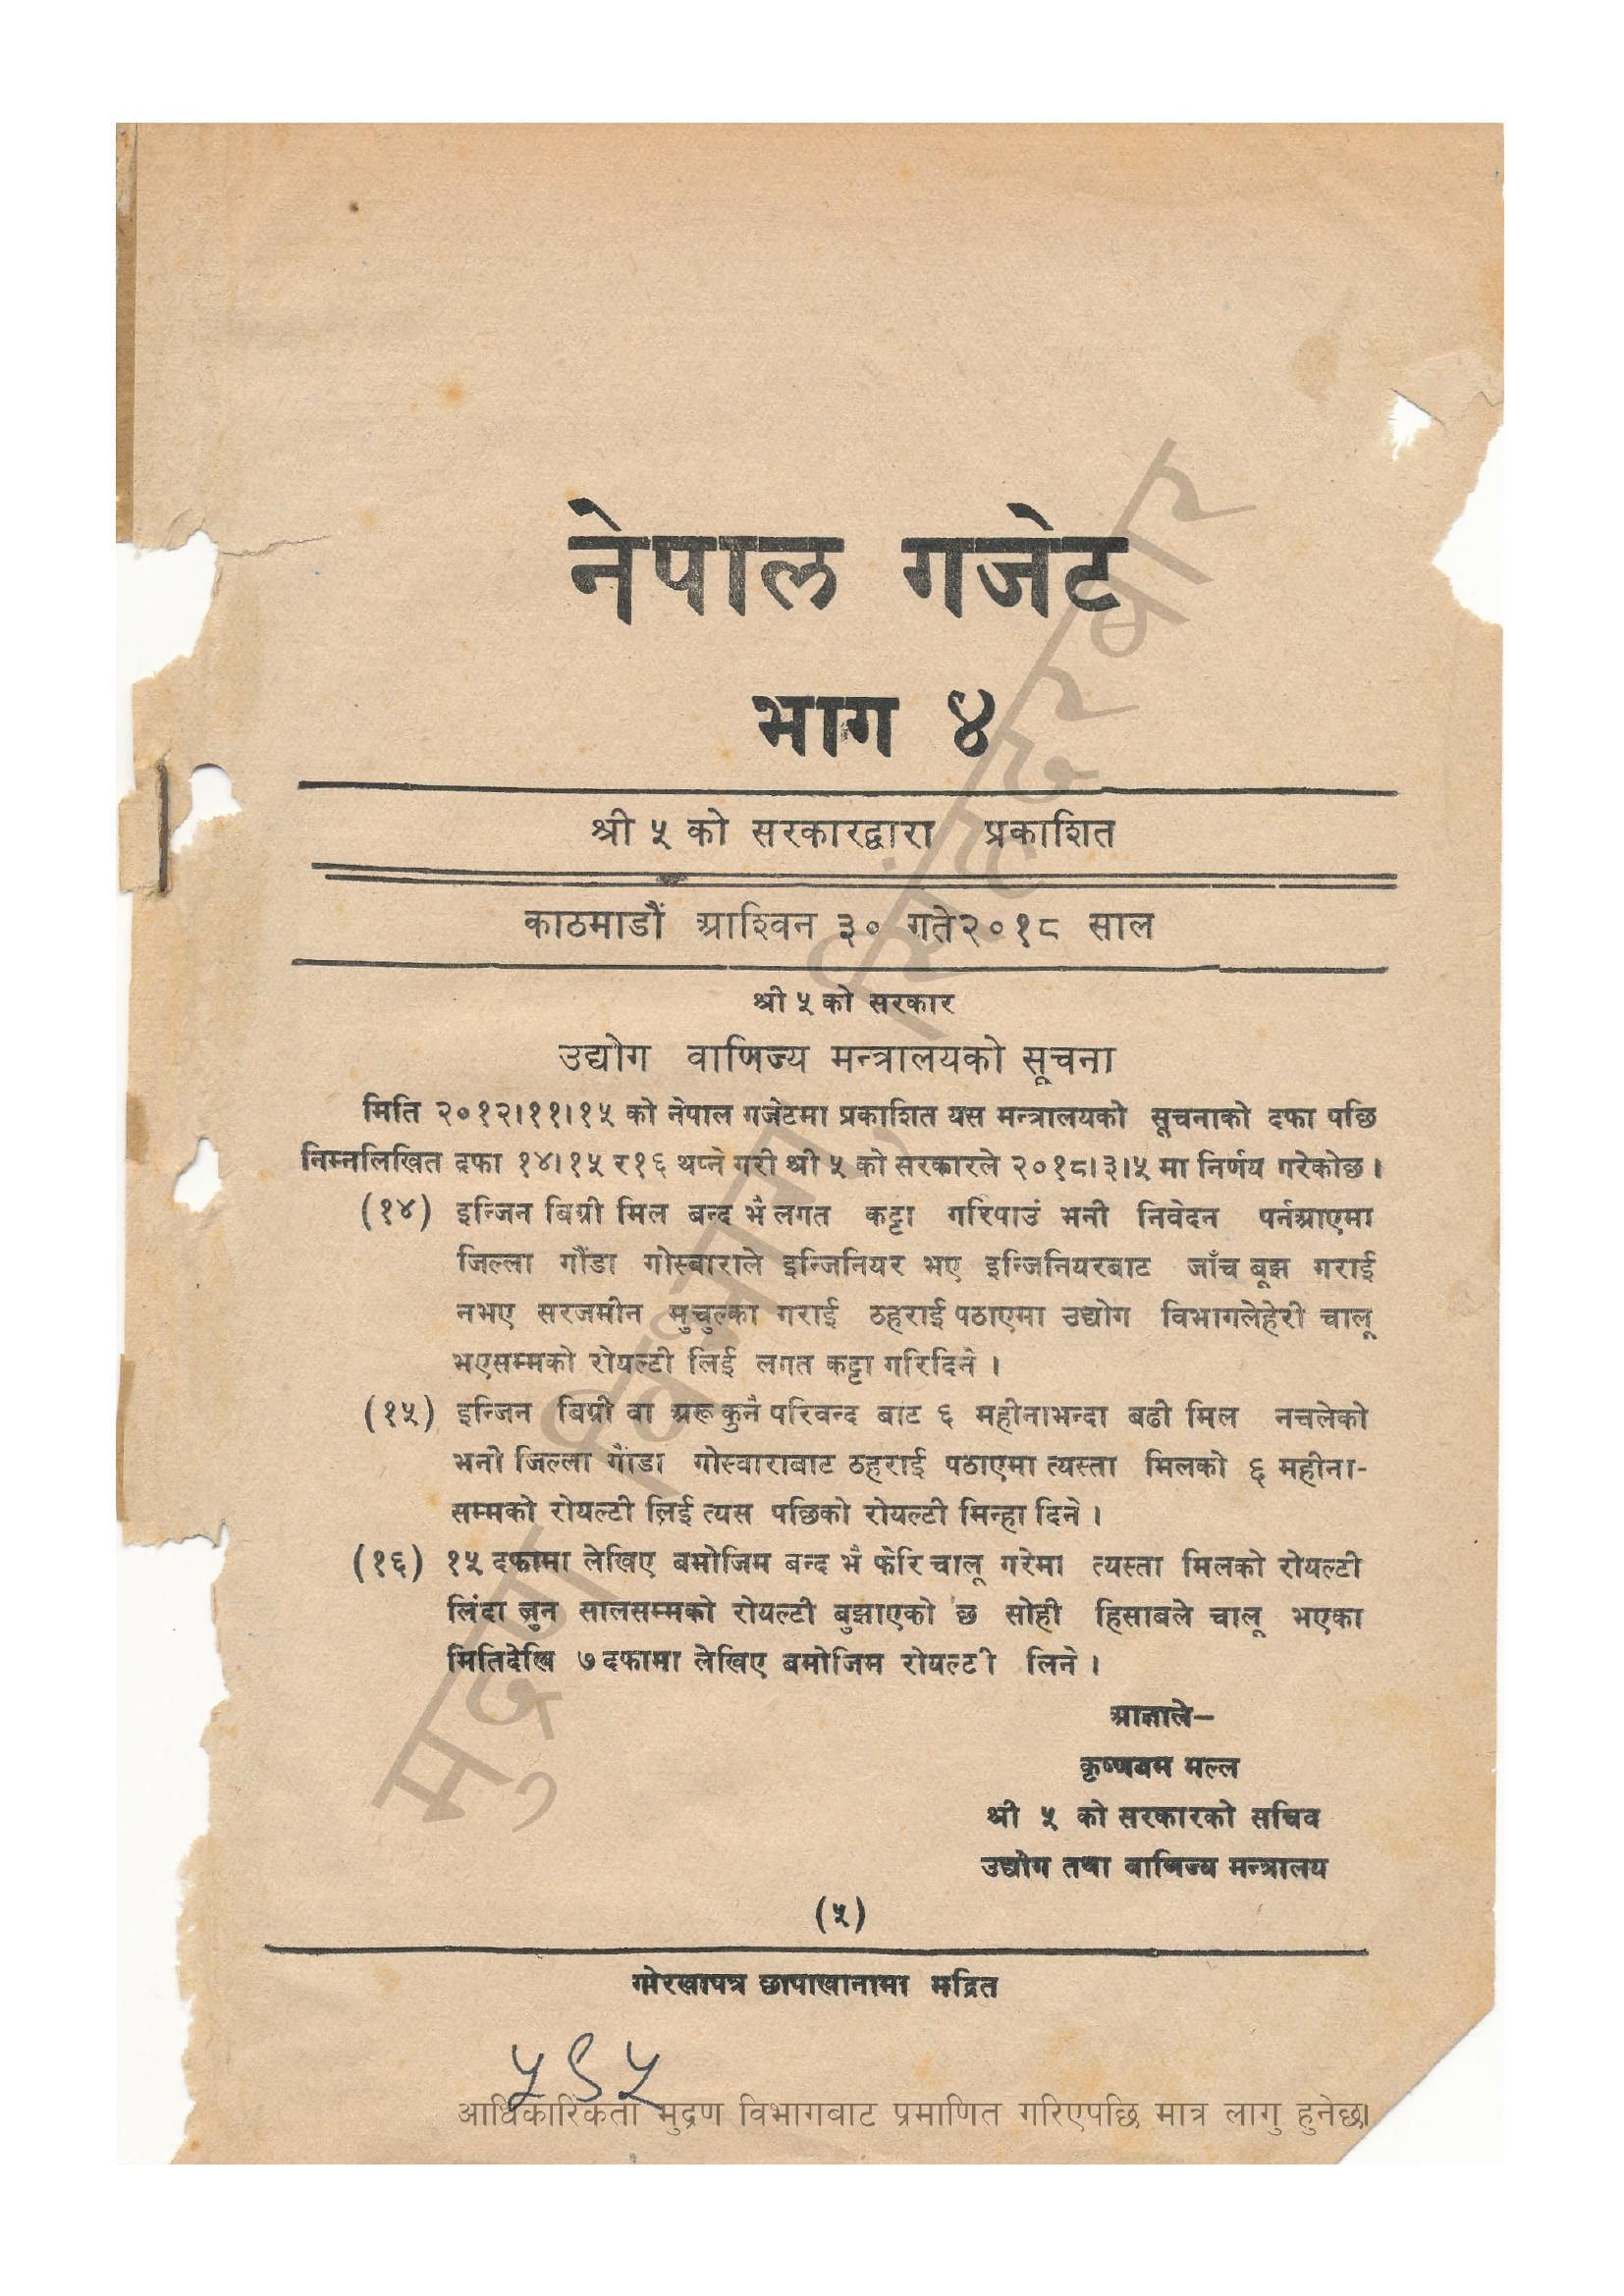 नेपाल गजेट
भाग ४
श्री ५ को सरकारद्वारा प्रकाशित
काठमाडौं आश्विन ३० गते२०१८ साल
श्री ५ को सरकार
उद्योग वाणिज्य मन्त्रालयको सूचना
मिति २०१२।११।१५ को नेपाल गजेटमा प्रकाशित यस मन्त्रालयको सूचनाको दफा पछि
निम्नलिखित दफा १४।१५ र१६ थप्ने गरी श्री ५ को सरकारले २०१८।३।५ मा निर्णय गरेकोछ ।
(१४) इन्जिन बिग्री मिल बन्द भै लगत कट्टा गरिपाउं भनी निवेदन पर्नआएमा
जिल्ला गौंडा गोस्वाराले इन्जिनियर भए इन्जिनियरबाट जाँच बूझ गराई
नभए सरजमीन मुचुल्का गराई ठहराई पठाएमा उद्योग विभागलेहेरी चालू
भएसम्मको रोयल्टी लिई लगत कट्टा गरिदिने ।
(१५) इन्जिन बिग्री वा अरू कुनै परिवन्द बाट ६ महीनाभन्दा बढी मिल नचलेको
भनी जिल्ला गौंडा गोस्वाराबाट ठहराई पठाएमा त्यस्ता मिलको ६ महीना-
सम्मको रोयल्टी लिई त्यस पछिको रोयल्टी मिन्हा दिने ।
(१६) १५ दफामा लेखिए बमोजिम बन्द भै फेरि चालू गरेमा त्यस्ता मिलको रोयल्टी
लिंदा जुन सालसम्मको रोयल्टी बुझाएको छ सोही हिसाबले चालू भएका
मितिदेखि ७ दफामा लेखिए बमोजिम रोयल्टी लिने ।
आज्ञाले—
कृष्णबम मल्ल
श्री ५ को सरकारको सचिव
उद्योग तथा वाणिज्य मन्त्रालय
(५)
गोरखापत्र छापाखानामा मद्रित
५९५
आधिकारिकता मुद्रण विभागबाट प्रमाणित गरिएपछि मात्र लागु हुनेछ।
मुद्रण विभाग, सिंहदरबार